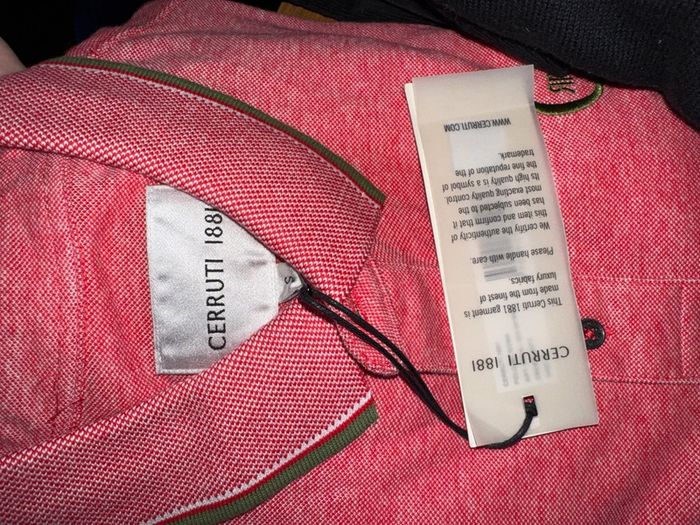 CERRUTI 1881
S
CERRUTI 1881
This Cerruti 1881 garment is
made from the finest of
luxury fabrics.
Please handle with care.
We certify the authenticity of
this item and confirm that it
has been subjected to the
most exacting quality control.
Its high quality is a symbol of
the fine reputation of the
trademark.
WWW.CERRUTI.COM